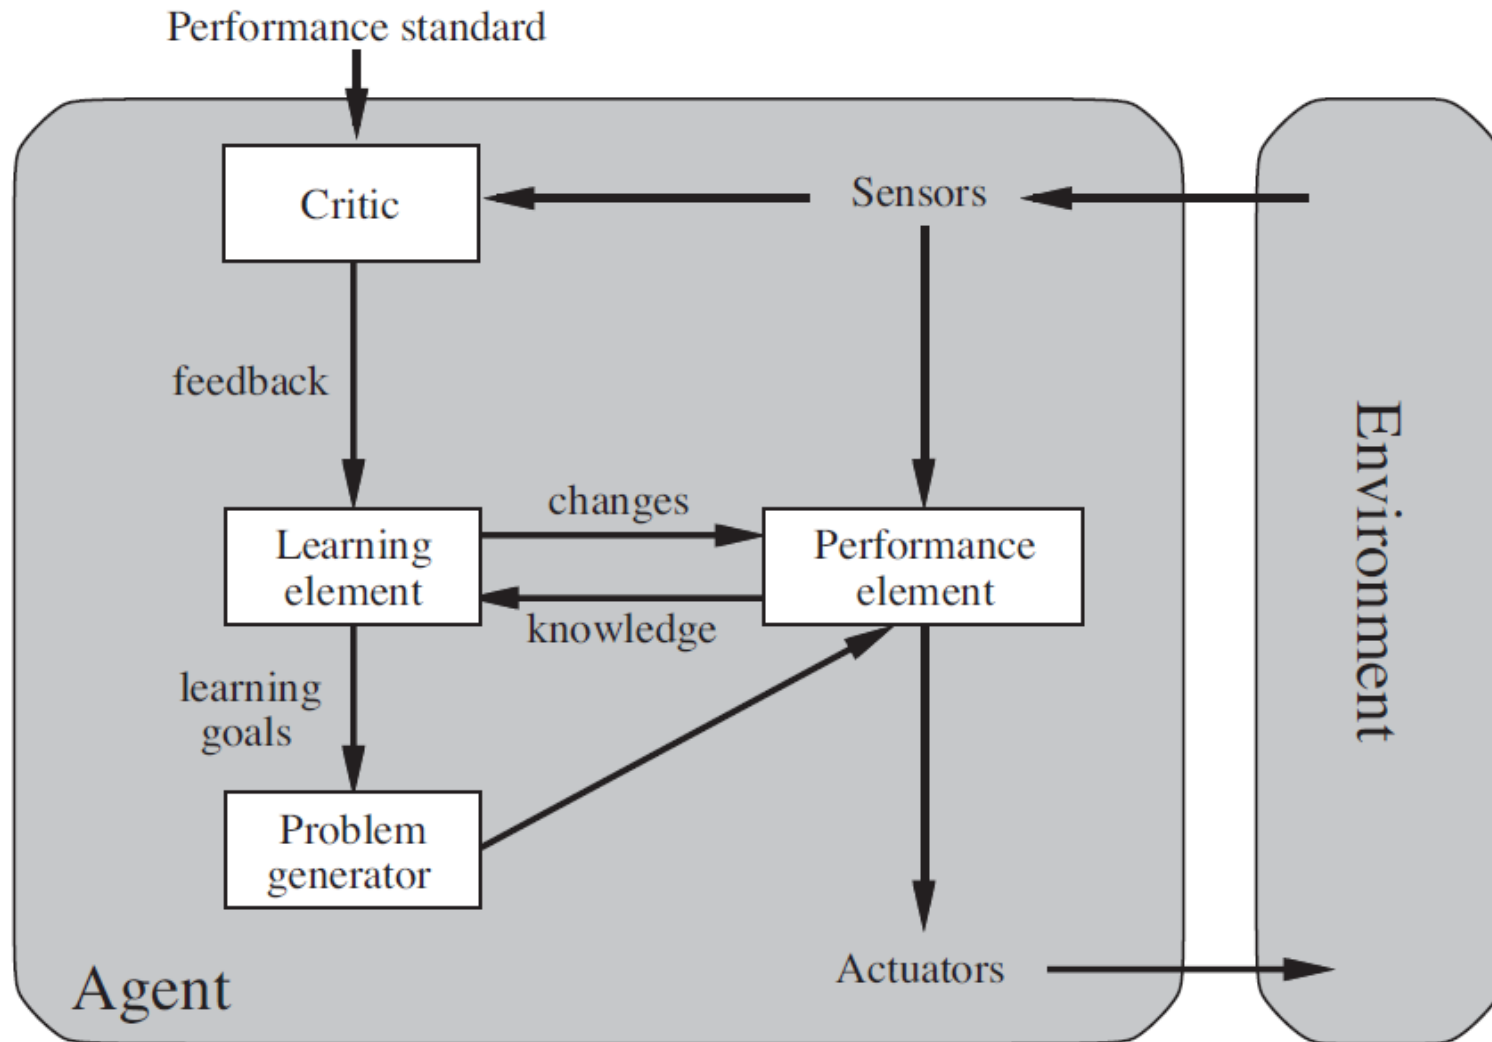 Performance standard
Critic
Sensors
feedback
changes
Learning
element
Performance
element
knowledge
learning
goals
Problem
generator
Actuators
Agent
Environment